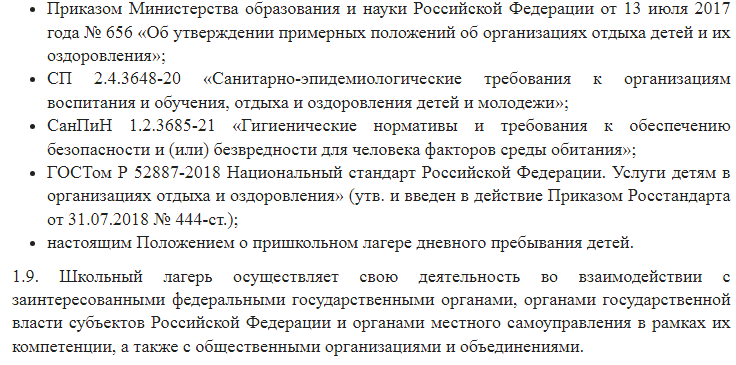 • Приказом Министерства образования и науки Российской Федерации от 13 июля 2017
года № 656 «Об утверждении примерных положений об организациях отдыха детей и их
оздоровления»;
• СП 2.4.3648-20 «Санитарно-эпидемиологические требования к организациям
воспитания и обучения, отдыха и оздоровления детей и молодежи»;
• СанПиН 1.2.3685-21 «Гигиенические нормативы и требования к обеспечению
безопасности и (или) безвредности для человека факторов среды обитания»;
• ГОСТом Р 52887-2018 Национальный стандарт Российской Федерации. Услуги детям в
организациях отдыха и оздоровления» (утв. и введен в действие Приказом Росстандарта
от 31.07.2018 № 444-ст.);
• настоящим Положением о пришкольном лагере дневного пребывания детей.
1.9. Школьный лагерь осуществляет свою деятельность во взаимодействии с
заинтересованными федеральными государственными органами, органами государственной
власти субъектов Российской Федерации и органами местного самоуправления в рамках их
компетенции, а также с общественными организациями и объединениями.